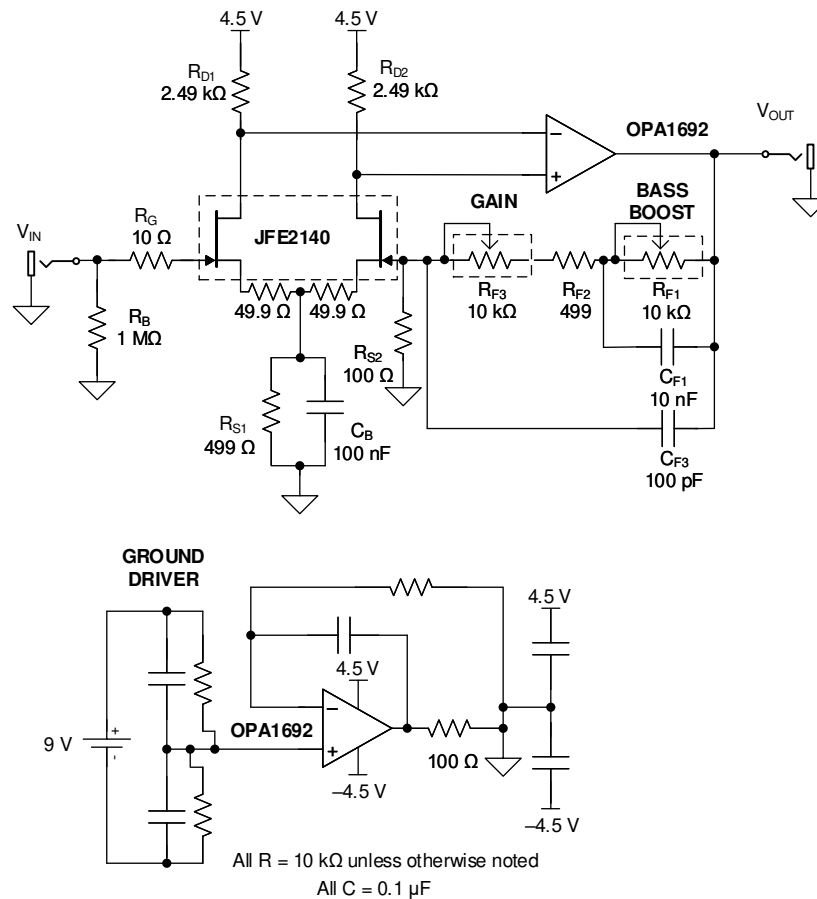 4.5 V
4.5 V
RD1
2.49 kΩ
RD2
2.49 kΩ
OPA1692
VOUT
−
+
VIN
RG
10 Ω
JFE2140
GAIN
BASS
BOOST
RB
1 MΩ
49.9 Ω
49.9 Ω
RF3
10 kΩ
RF2
499
RF1
10 kΩ
RS2
100 Ω
CF1
10 nF
RS1
499 Ω
CB
100 nF
CF3
100 pF
GROUND
DRIVER
4.5 V
4.5 V
9 V
+
-
OPA1692
−
+
100 Ω
–4.5 V
–4.5 V
All R = 10 kΩ unless otherwise noted
All C = 0.1 µF